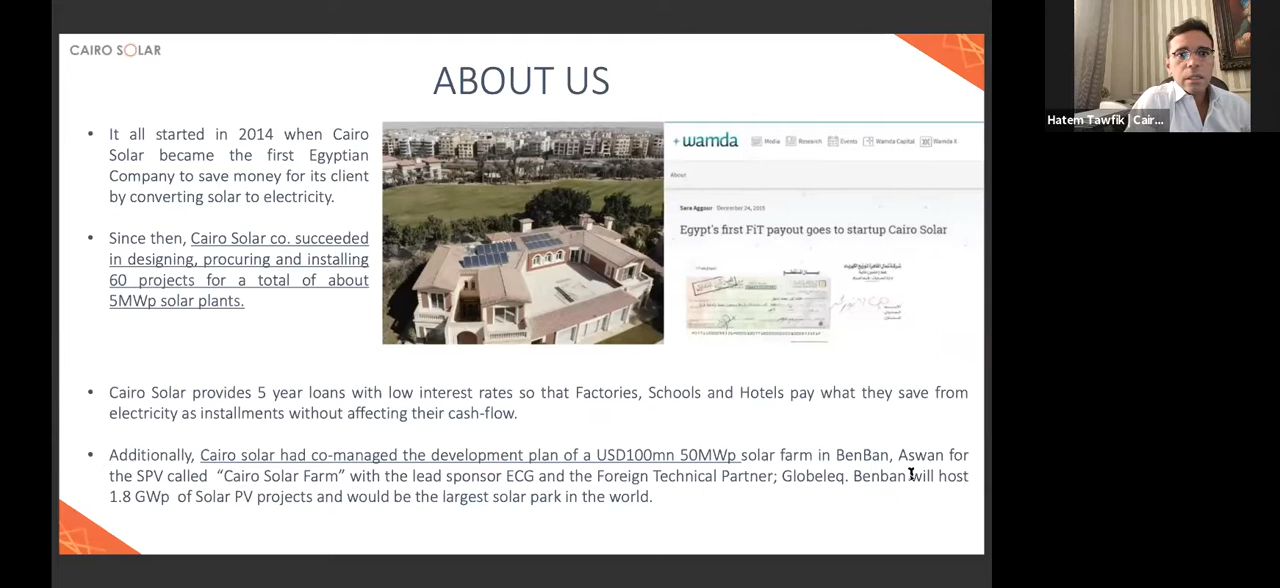 CAIRO SOLAR
ABOUT US
• It all started in 2014 when Cairo
Solar became the first Egyptian
Company to save money for its client
by converting solar to electricity.
• Since then, Cairo Solar co. succeeded
in designing, procuring and installing
60 projects for a total of about
5MWp solar plants.
+wamda
Media Research Events Wamda Capital Wamda X
About
Sara Aggour December 24, 2015
Egypt's first FiT payout goes to startup Cairo Solar
• Cairo Solar provides 5 year loans with low interest rates so that Factories, Schools and Hotels pay what they save from
electricity as installments without affecting their cash-flow.
• Additionally, Cairo solar had co-managed the development plan of a USD100mn 50MWp solar farm in BenBan, Aswan for
the SPV called “Cairo Solar Farm” with the lead sponsor ECG and the Foreign Technical Partner; Globeleq. Benban will host
1.8 GWp of Solar PV projects and would be the largest solar park in the world.
Hatem Tawfik | Cair...